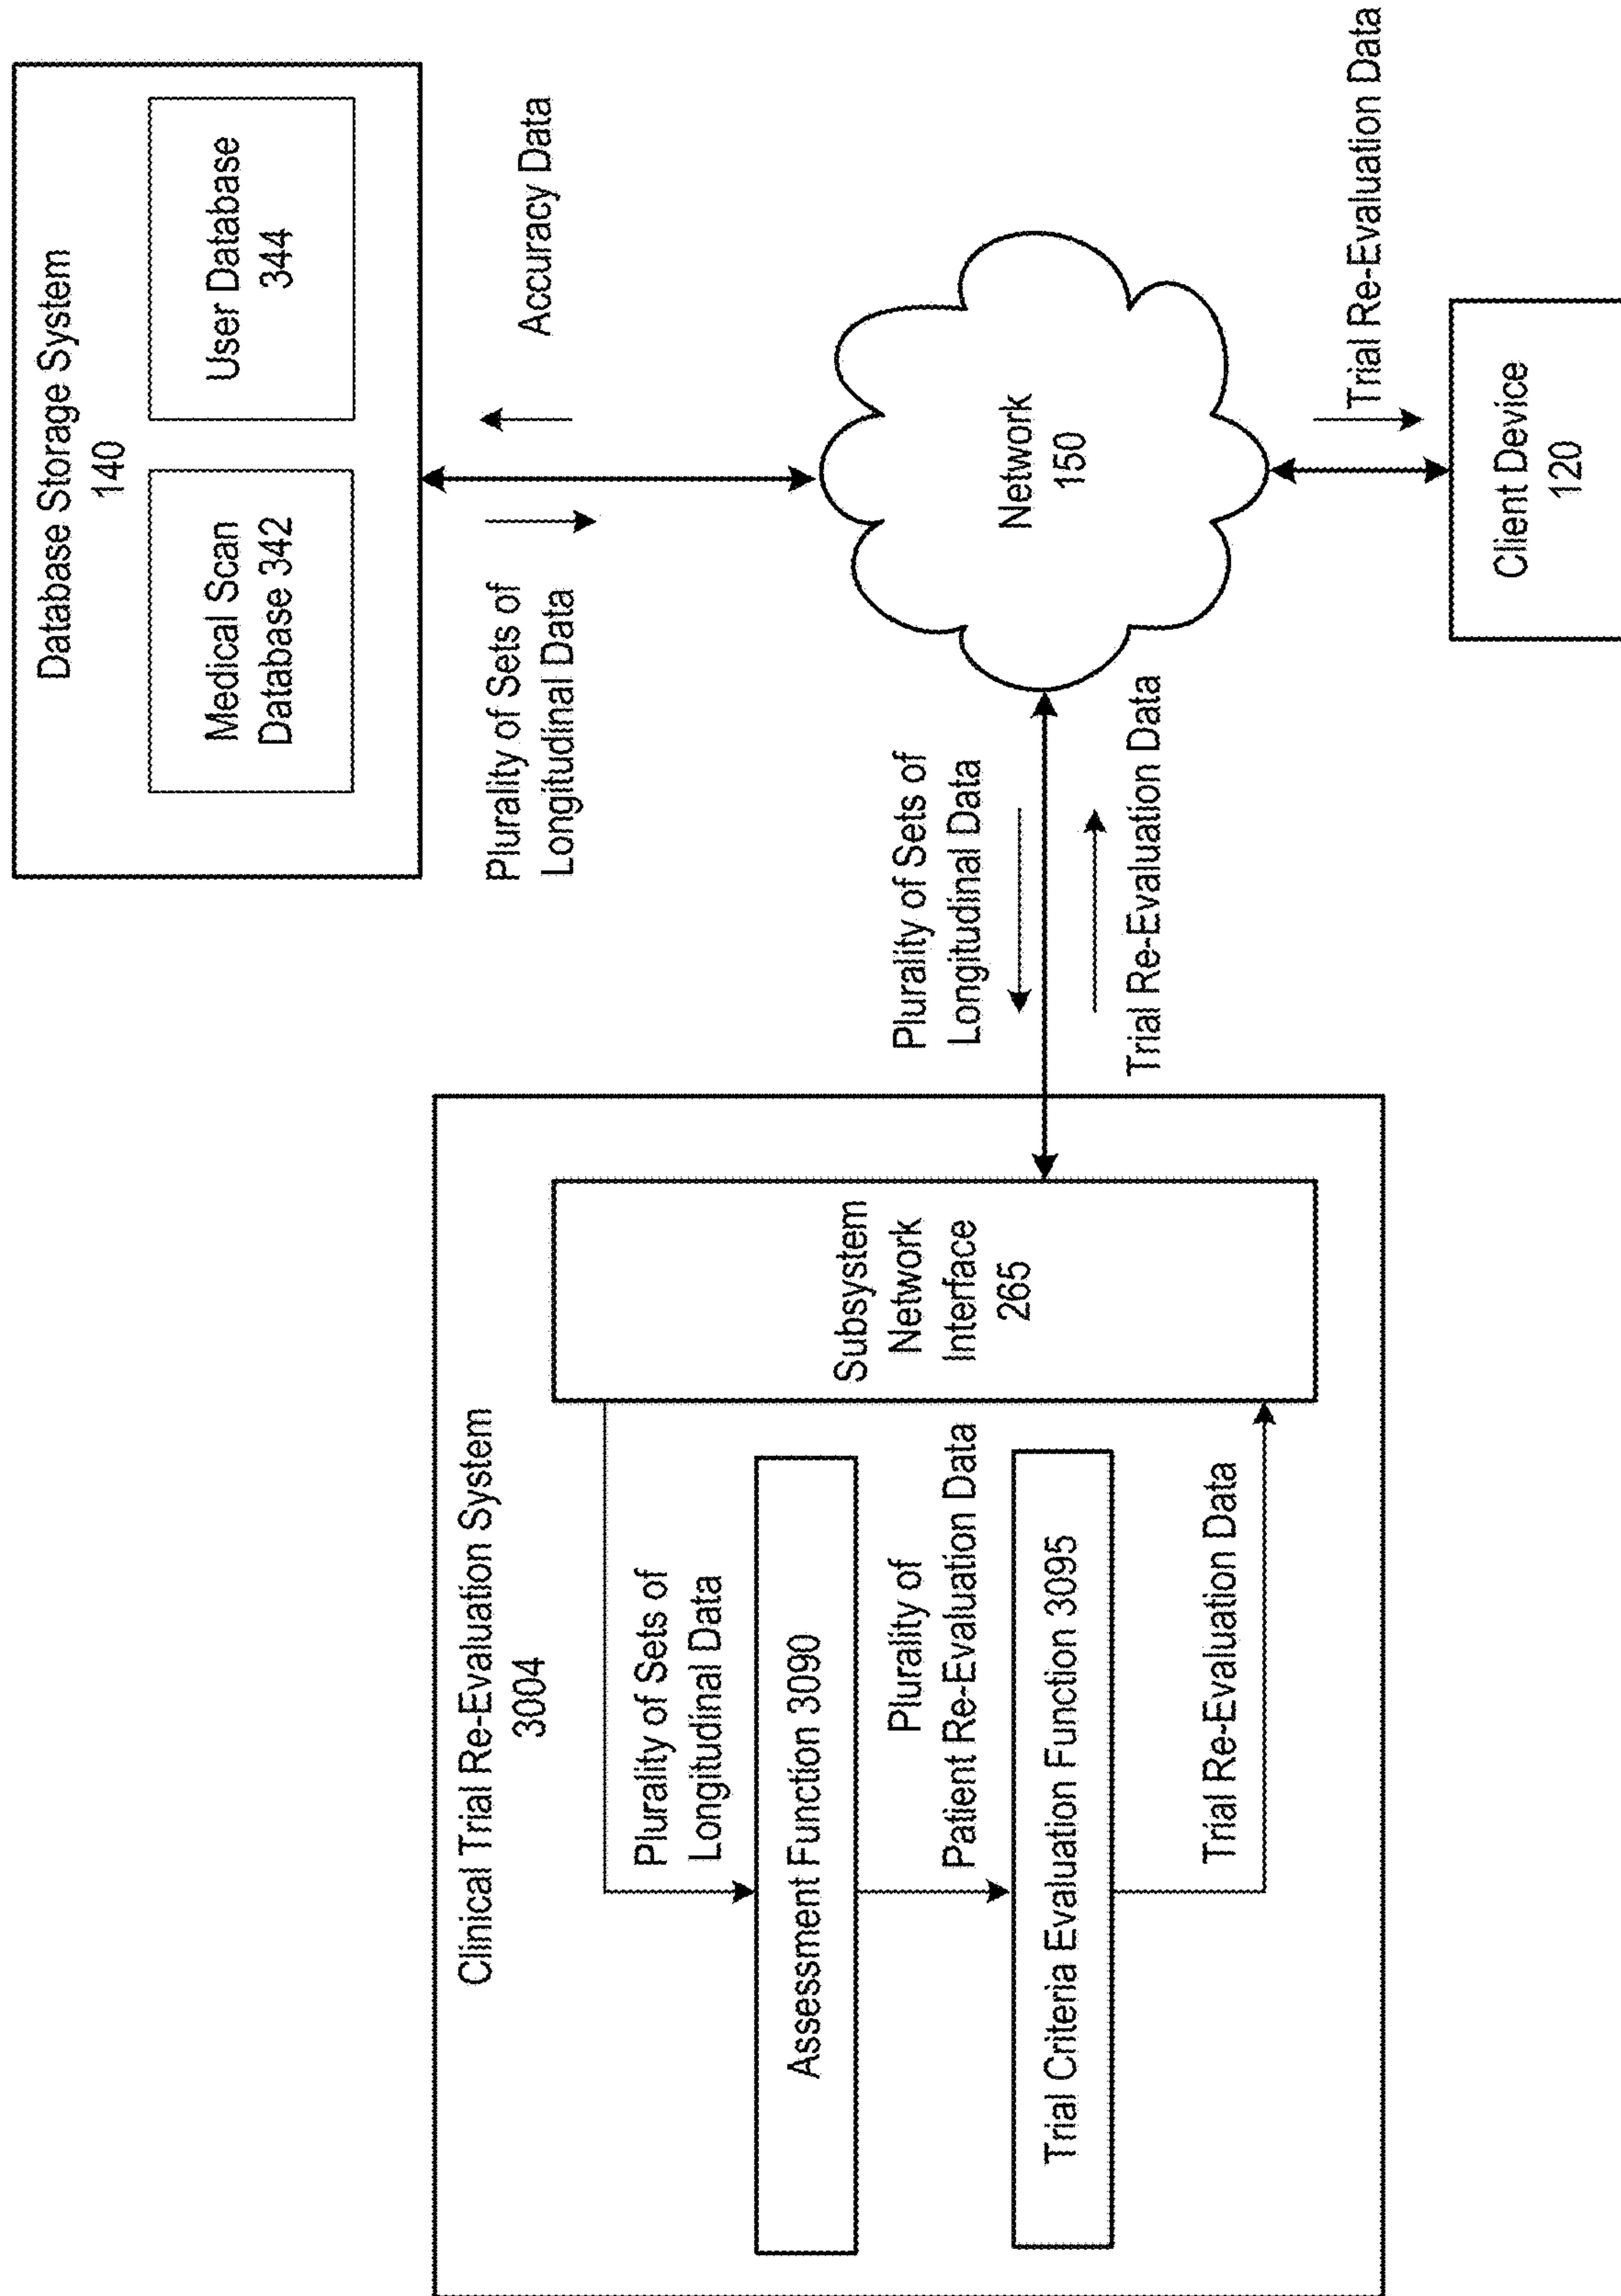 Clinical Trial Re-Evaluation System
3004
Plurality of Sets of
Longitudinal Data
Assessment Function 3090
Plurality of
Patient Re-Evaluation Data
Trial Criteria Evaluation Function 3095
Trial Re-Evaluation Data
Subsystem
Network
Interface
265
Plurality of Sets of
Longitudinal Data
Trial Re-Evaluation Data
Database Storage System
140
Medical Scan
Database 342
User Database
344
Plurality of Sets of
Longitudinal Data
Accuracy Data
Network
150
Trial Re-Evaluation Data
Client Device
120